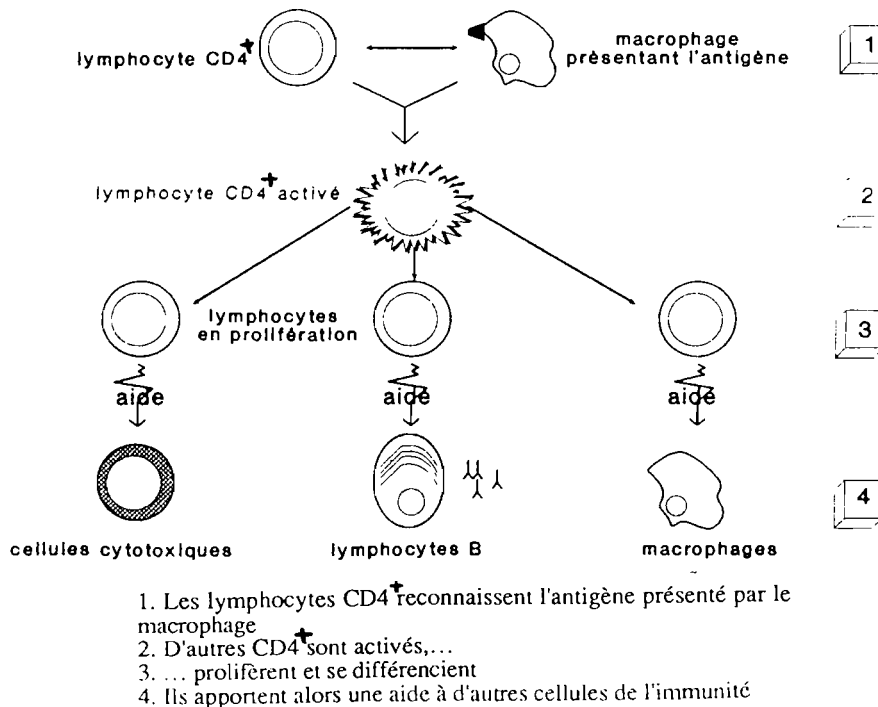 lymphocyte CD4+
macrophage
présentant l'antigène
1
lymphocyte CD4+ activé
2
lymphocytes
en prolifération
3
aide
aide
aide
4
cellules cytotoxiques
lymphocytes B
macrophages
1. Les lymphocytes CD4+ reconnaissent l'antigène présenté par le
macrophage
2. D'autres CD4+ sont activés,...
3. ... prolifèrent et se différencient
4. Ils apportent alors une aide à d'autres cellules de l'immunité